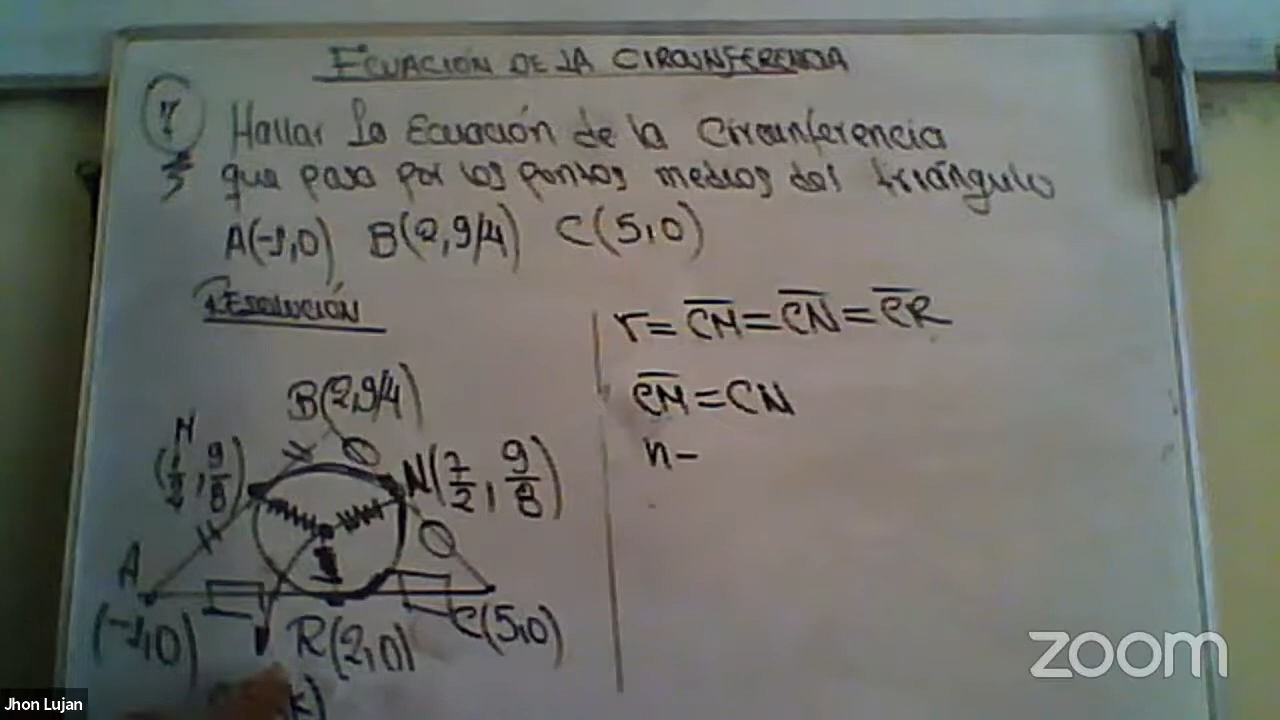 ECUACIÓN DE LA CIRCUNFERENCIA
7 Hallar la Ecuación de la Circunferencia
que pasa por los puntos medios del triángulo
A(-1,0) B(2,9/4) C(5,0)
RESOLUCIÓN
r = CM = CN = CR
CM = CN
B(2,9/4)
M
(1/2, 9/8)
N(7/2, 9/8)
A
(-1,0)
R(2,0)
C(5,0)
zoom
Jhon Lujan